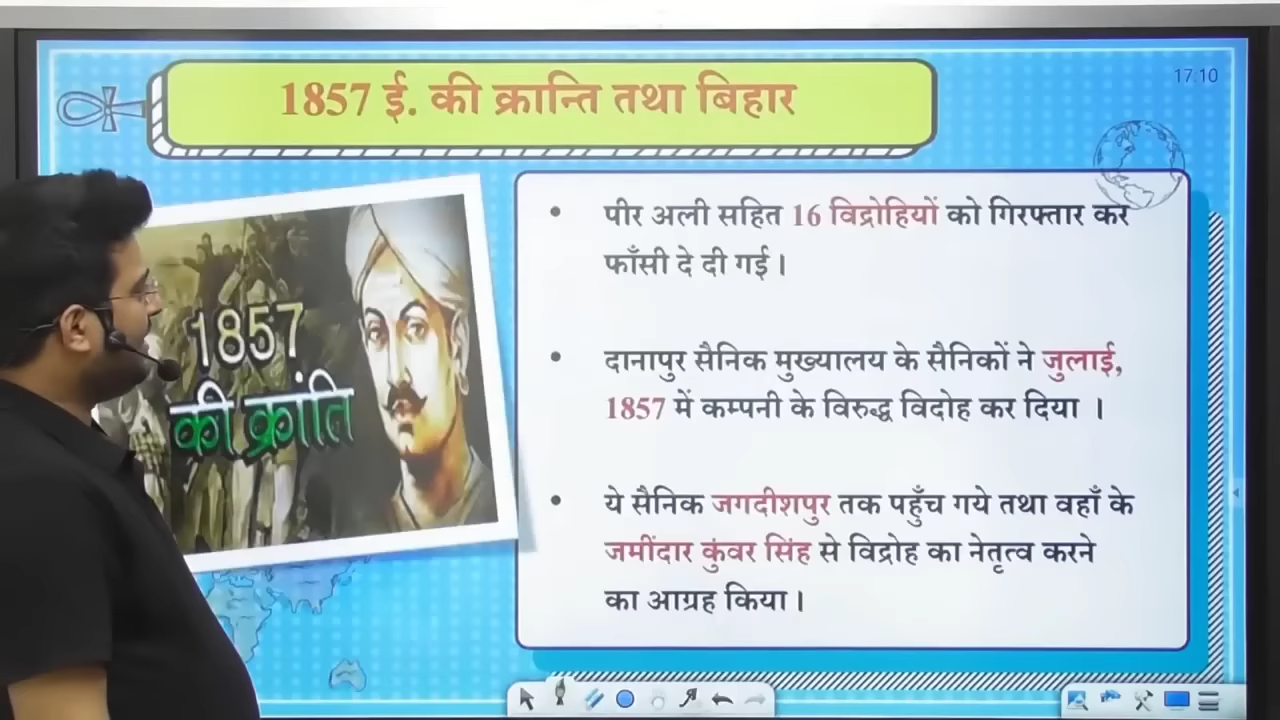 1857 ई. की क्रान्ति तथा बिहार
17:10
1857
की क्रांति
• पीर अली सहित 16 विद्रोहियों को गिरफ्तार कर
फाँसी दे दी गई ।
• दानापुर सैनिक मुख्यालय के सैनिकों ने जुलाई,
1857 में कम्पनी के विरुद्ध विदोह कर दिया ।
• ये सैनिक जगदीशपुर तक पहुँच गये तथा वहाँ के
जमींदार कुंवर सिंह से विद्रोह का नेतृत्व करने
का आग्रह किया ।